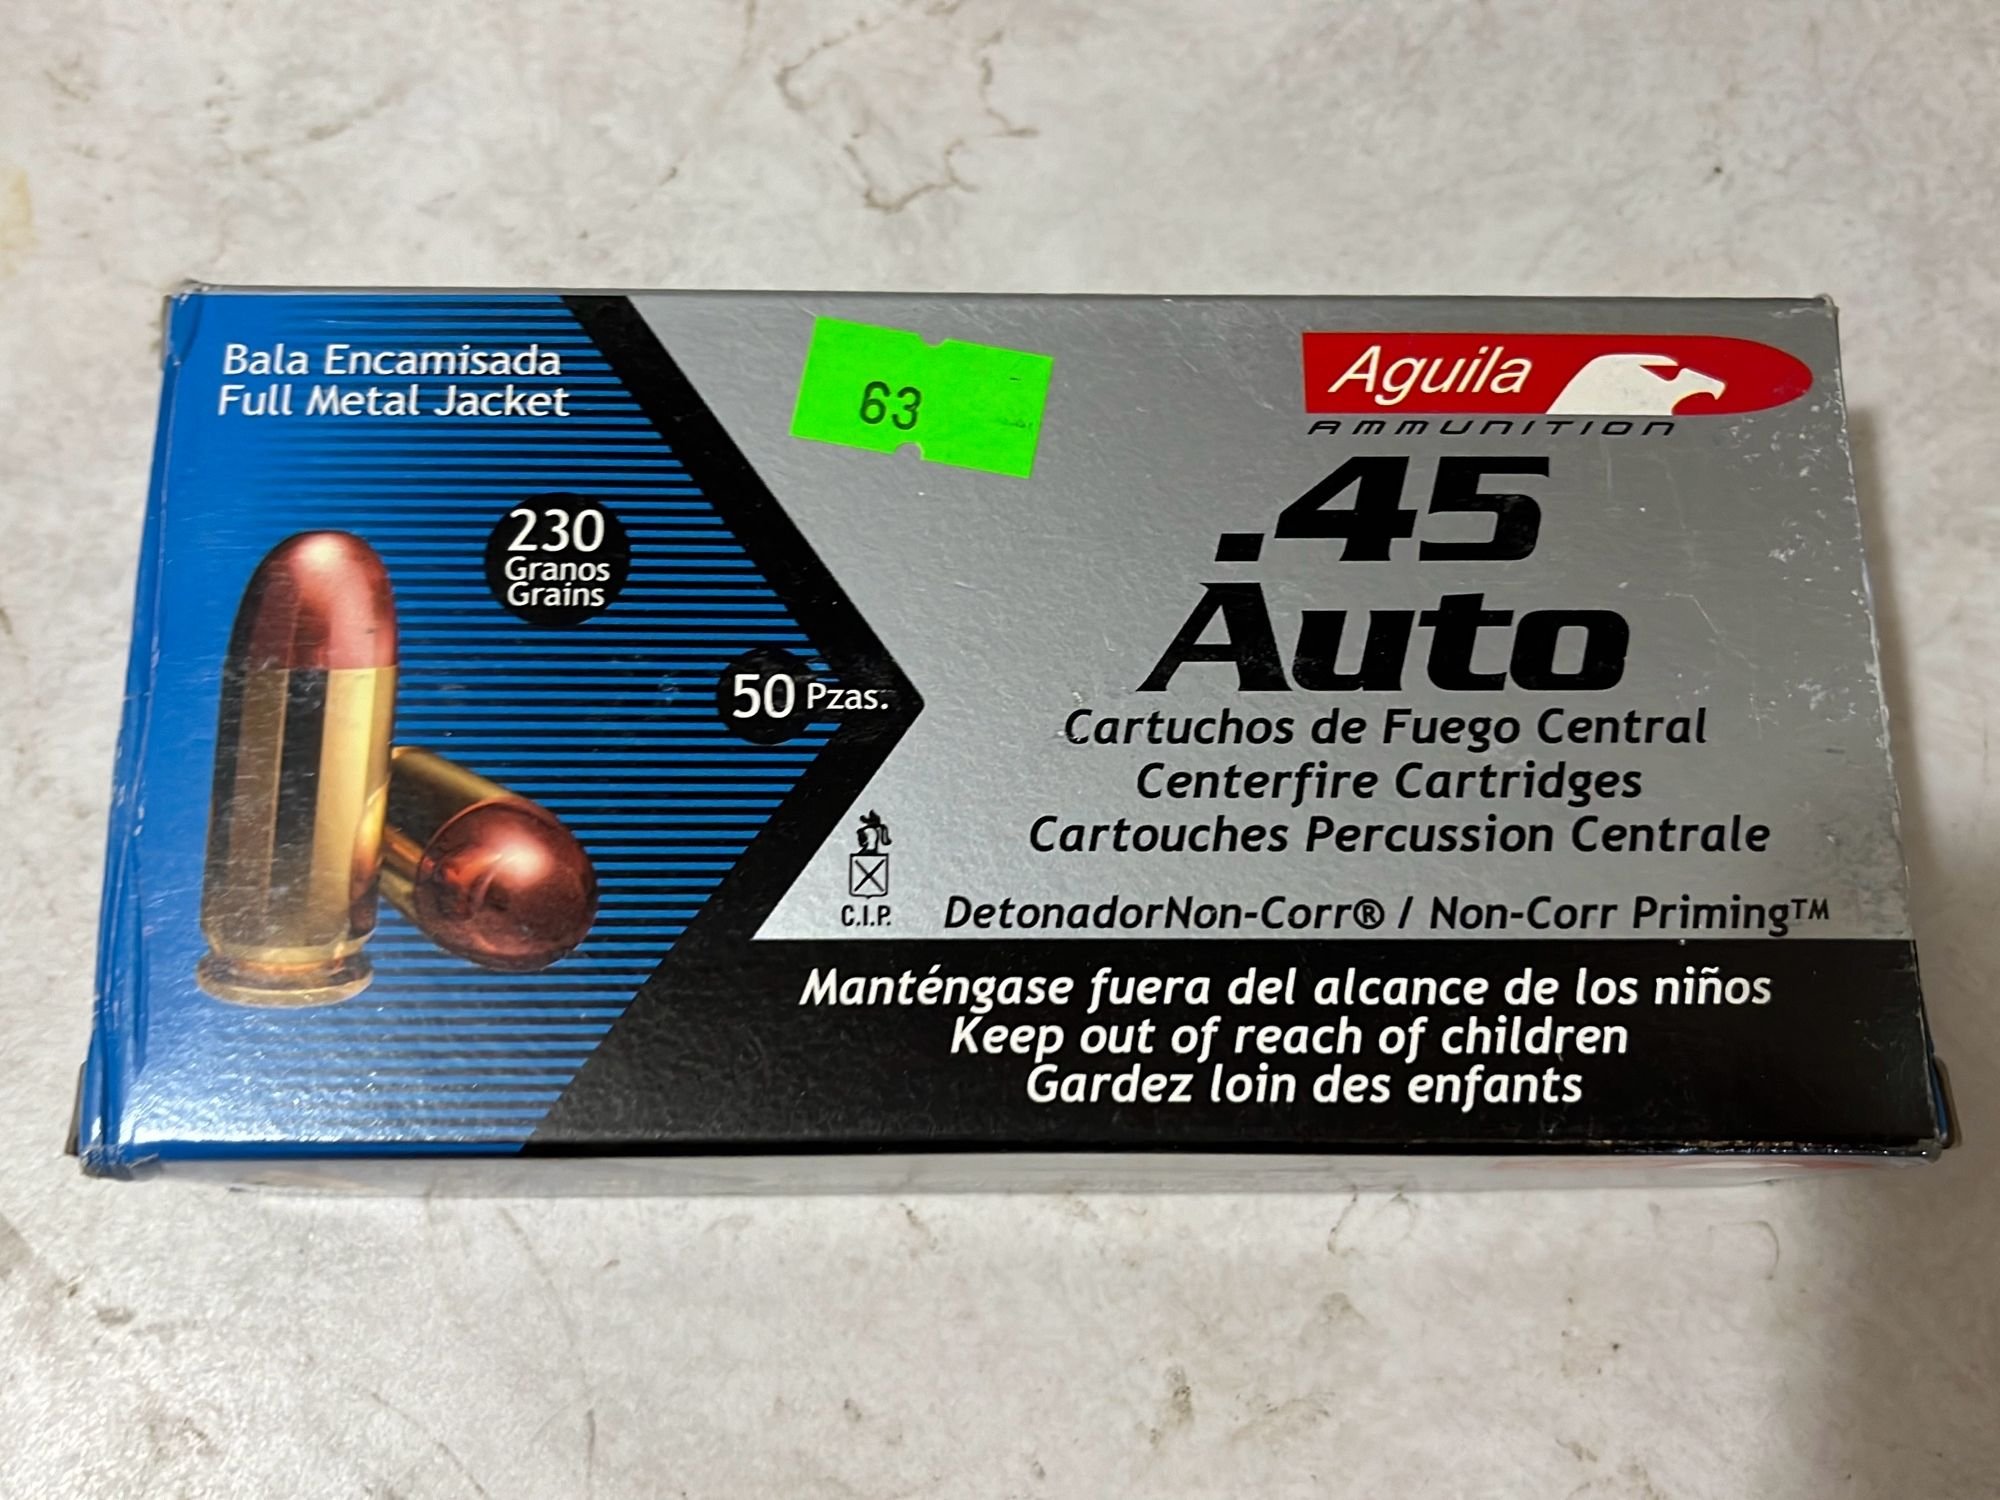 Bala Encamisada
Full Metal Jacket
230
Granos
Grains
50 Pzas.
63
Aguila
AMMUNITION
.45
Auto
Cartuchos de Fuego Central
Centerfire Cartridges
Cartouches Percussion Centrale
C.I.P.
DetonadorNon-Corr® / Non-Corr Priming™
Manténgase fuera del alcance de los niños
Keep out of reach of children
Gardez loin des enfants